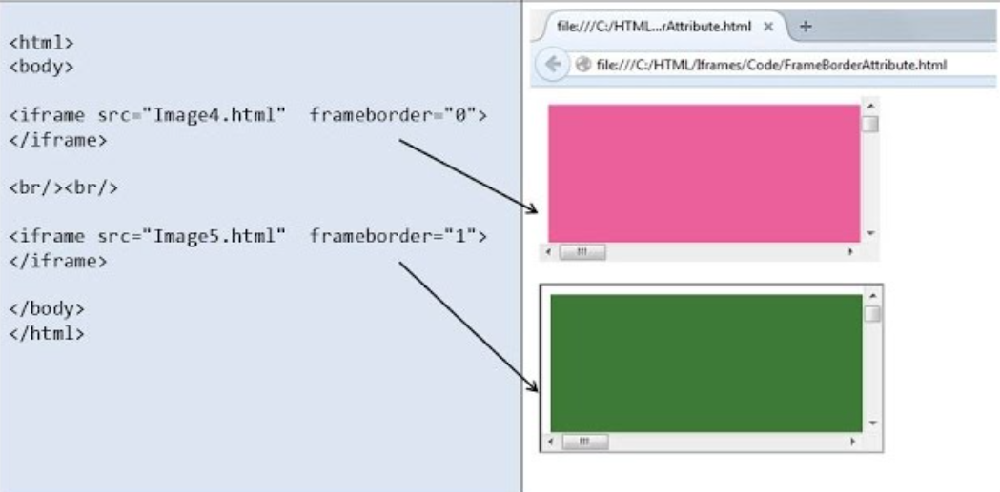 <html>
<body>
<iframe src="Image4.html"  frameborder="0">
</iframe>
<br/><br/>
<iframe src="Image5.html"  frameborder="1">
</iframe>
</body>
</html>
file:///C:/HTML...rAttribute.html × +
file:///C:/HTML/Iframes/Code/FrameBorderAttribute.html